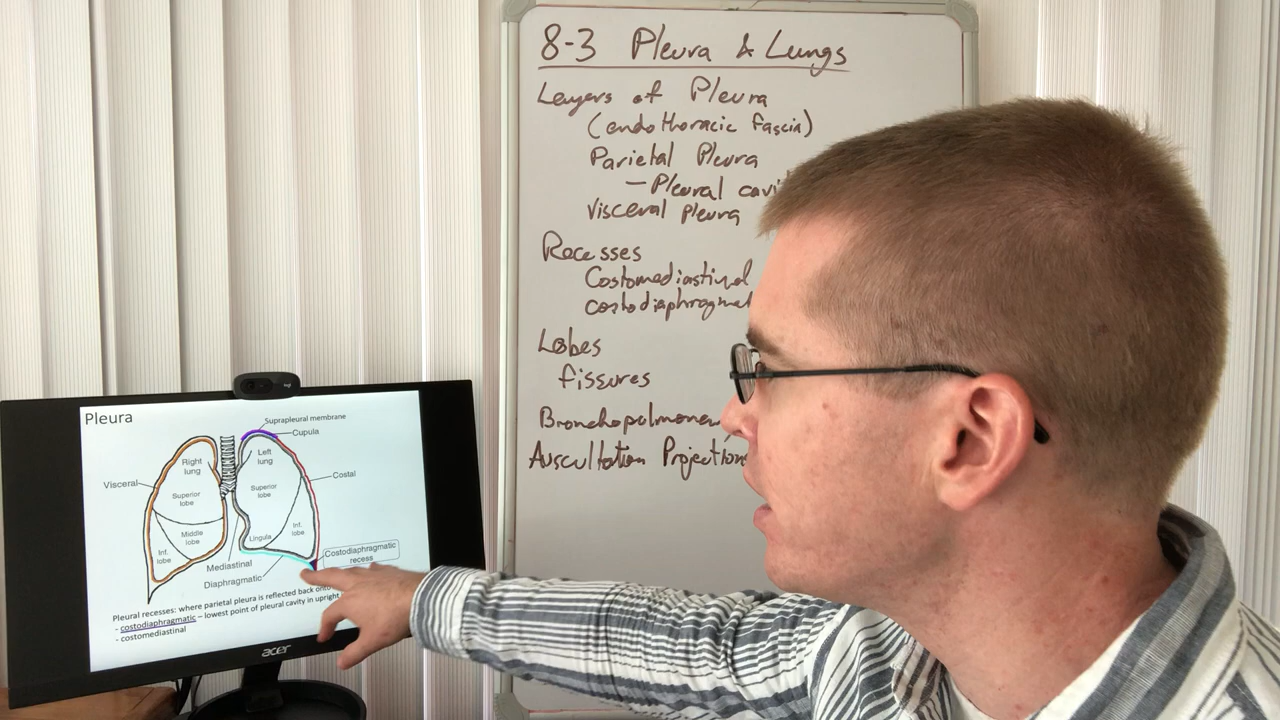 8-3 Pleura & Lungs
Layers of Pleura
(endothoracic fascia)
Parietal Pleura
- Pleural cavi
Visceral pleura
Recesses
Costomediastinal
costodiaphragmat
Lobes
fissures
Bronchopulmonar
Auscultation Projections
Pleura
Suprapleural membrane
Cupula
Left
lung
Right
lung
Costal
Visceral
Superior
lobe
Superior
lobe
Inf.
lobe
Middle
lobe
Lingula
Inf.
lobe
Costodiaphragmatic
recess
Mediastinal
Diaphragmatic
Pleural recesses: where parietal pleura is reflected back onto
- costodiaphragmatic – lowest point of pleural cavity in upright
- costomediastinal
acer
logi